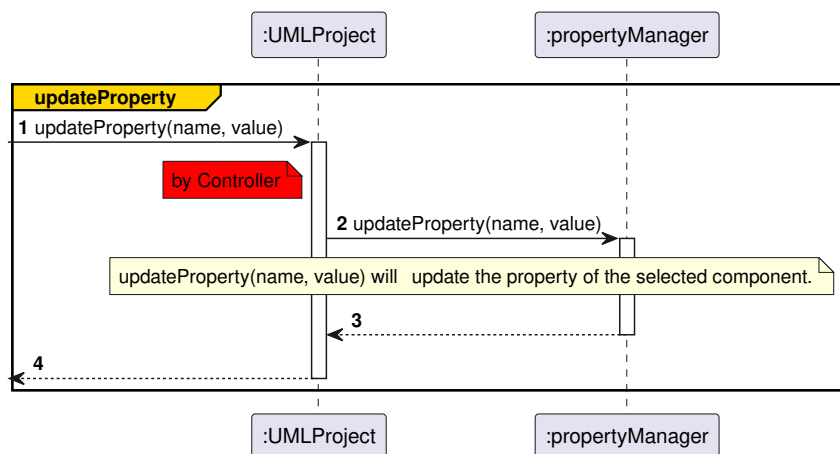 :UMLProject
:propertyManager
updateProperty
1 updateProperty(name, value)
by Controller
2 updateProperty(name, value)
updateProperty(name, value) will   update the property of the selected component.
3
4
:UMLProject
:propertyManager